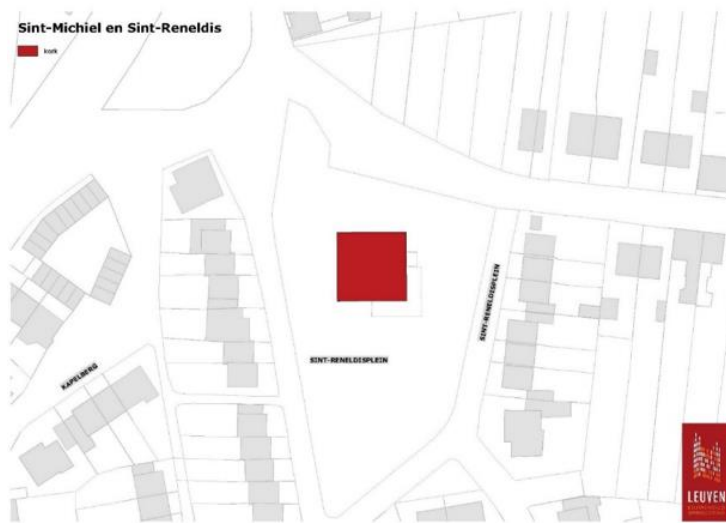 Sint-Michiel en Sint-Reneldis
kerk
SINT-RENELDISPLEIN
SINT-RENELDISPLEIN
KAPELBERG
LEUVEN